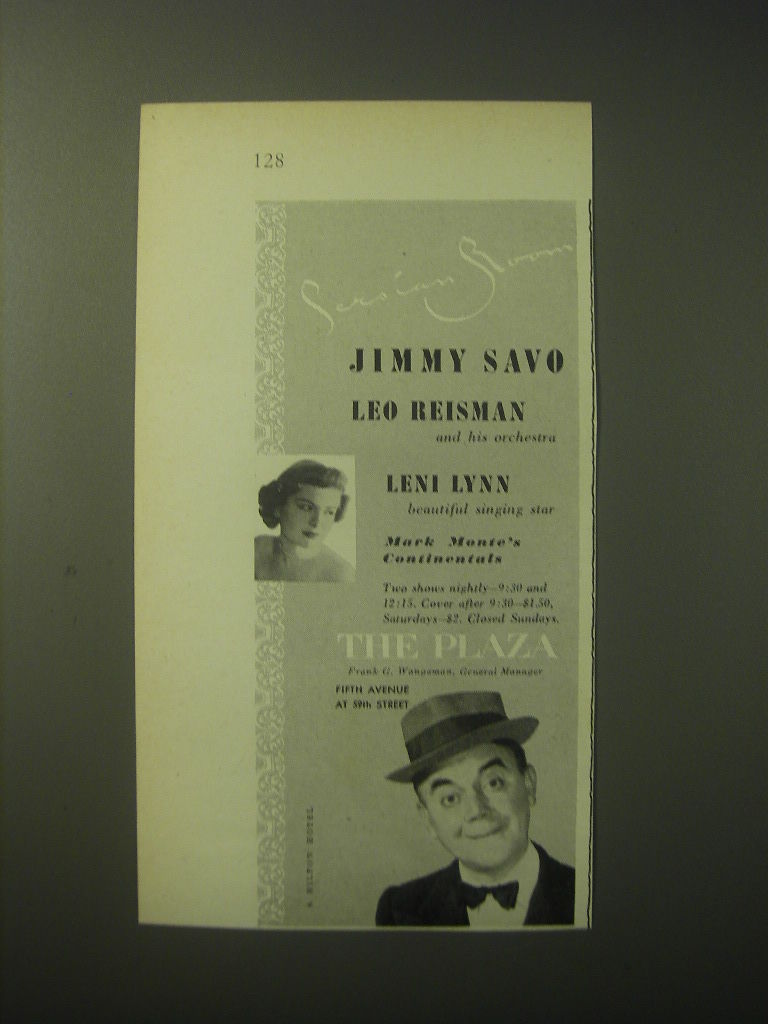 128
Persian Room
JIMMY SAVO
LEO REISMAN
and his orchestra
LENI LYNN
beautiful singing star
Mark Monte's
Continentals
Two shows nightly—9:30 and
12:15. Cover after 9:30—$1.50,
Saturdays—$2. Closed Sundays.
THE PLAZA
Frank G. Wangeman, General Manager
FIFTH AVENUE
AT 59th STREET
A HILTON HOTEL